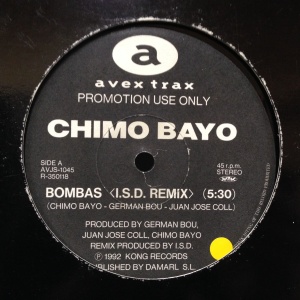 a
avex trax
PROMOTION USE ONLY
CHIMO BAYO
SIDE A
AVJS-1045
R-350118
45 r.p.m.
STEREO
BOMBAS〈I.S.D. REMiX〉(5:30)
(CHIMO BAYO - GERMAN BOU - JUAN JOSE COLL)
PRODUCED BY GERMAN BOU,
JUAN JOSE COLL, CHIMO BAYO
REMIX PRODUCED BY I.S.D.
℗1992 KONG RECORDS
PUBLISHED BY DAMARL S.L